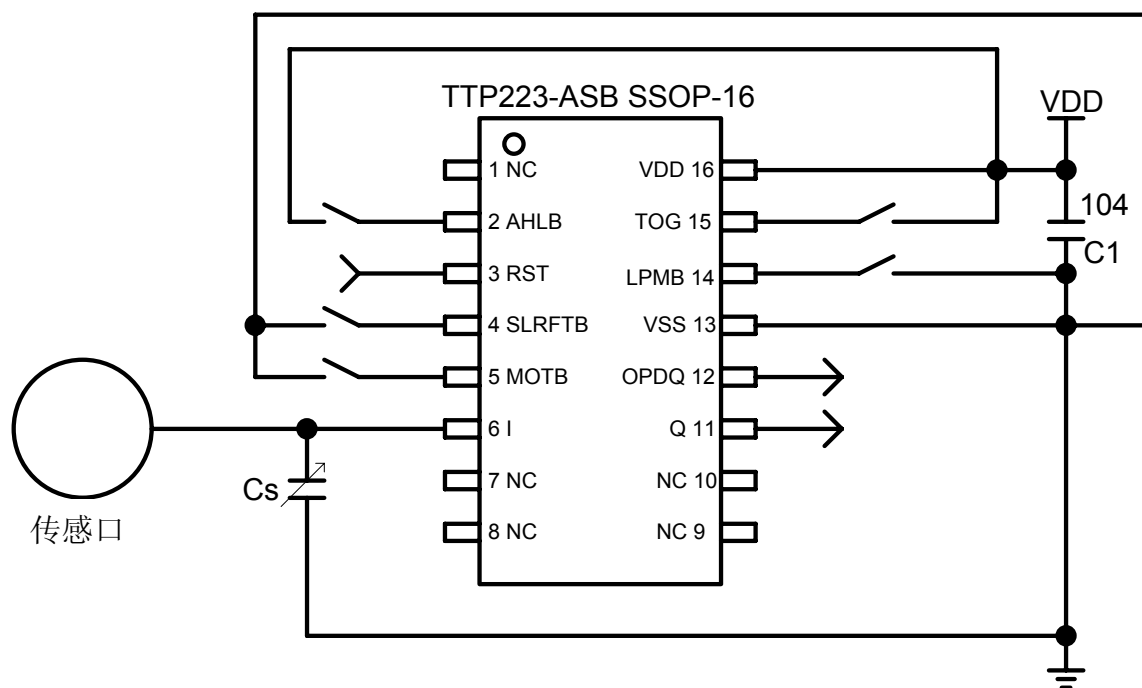 TTP223-ASB SSOP-16
VDD
1 NC
VDD 16
2 AHLB
TOG 15
104
C1
3 RST
LPMB 14
4 SLRFTB
VSS 13
5 MOTB
OPDQ 12
6 I
Q 11
Cs
7 NC
NC 10
传感口
8 NC
NC 9